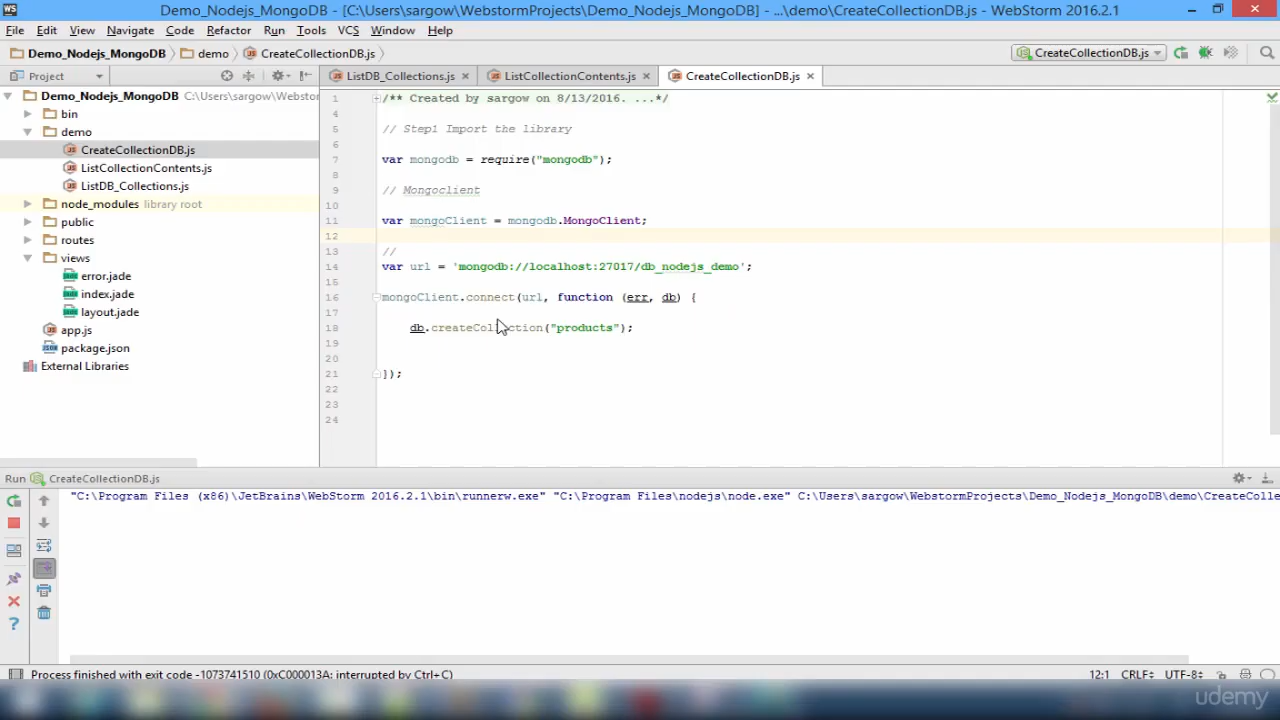 WS
Demo_Nodejs_MongoDB - [C:\Users\sargow\WebstormProjects\Demo_Nodejs_MongoDB] - ...\demo\CreateCollectionDB.js - WebStorm 2016.2.1
File Edit View Navigate Code Refactor Run Tools VCS Window Help
Demo_Nodejs_MongoDB demo CreateCollectionDB.js CreateCollectionDB.js
Project ListDB_Collections.js ListCollectionContents.js CreateCollectionDB.js
Demo_Nodejs_MongoDB C:\Users\sargow\Webstor
bin
demo
CreateCollectionDB.js
ListCollectionContents.js
ListDB_Collections.js
node_modules library root
public
routes
views
error.jade
index.jade
layout.jade
app.js
package.json
External Libraries
1 /** Created by sargow on 8/13/2016. ...*/
4
5 // Step1 Import the library
6
7 var mongodb = require("mongodb");
8
9 // Mongoclient
10
11 var mongoClient = mongodb.MongoClient;
12
13 //
14 var url = 'mongodb://localhost:27017/db_nodejs_demo';
15
16 mongoClient.connect(url, function (err, db) {
17
18 db.createCollection("products");
19
20
21 });
22
23
24
Run CreateCollectionDB.js
"C:\Program Files (x86)\JetBrains\WebStorm 2016.2.1\bin\runnerw.exe" "C:\Program Files\nodejs\node.exe" C:\Users\sargow\WebstormProjects\Demo_Nodejs_MongoDB\demo\CreateColle
Process finished with exit code -1073741510 (0xC000013A: interrupted by Ctrl+C) 12:1 CRLF UTF-8
udemy